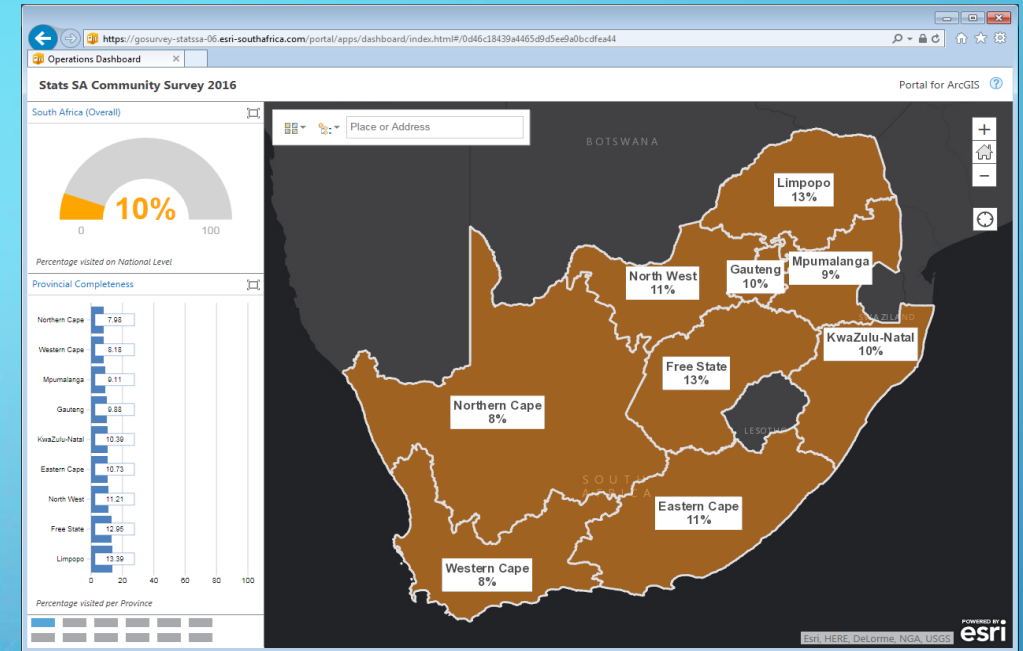 https://gosurvey-statssa-06.esri-southafrica.com/portal/apps/dashboard/index.html#/0d46c18439a4465d9d5ee9a0bcdfea44
Operations Dashboard
Stats SA Community Survey 2016
Portal for ArcGIS
South Africa (Overall)
10%
0
100
Percentage visited on National Level
Provincial Completeness
Northern Cape 7.98
Western Cape 8.18
Mpumalanga 9.11
Gauteng 9.88
KwaZulu-Natal 10.39
Eastern Cape 10.73
North West 11.21
Free State 12.95
Limpopo 13.39
0 20 40 60 80 100
Percentage visited per Province
Place or Address
BOTSWANA
Limpopo
13%
North West
11%
Gauteng
10%
Mpumalanga
9%
SWAZILAND
KwaZulu-Natal
10%
Free State
13%
LESOTHO
Northern Cape
8%
SOUTH
AFRICA
Eastern Cape
11%
Western Cape
8%
Esri, HERE, DeLorme, NGA, USGS
POWERED BY
esri